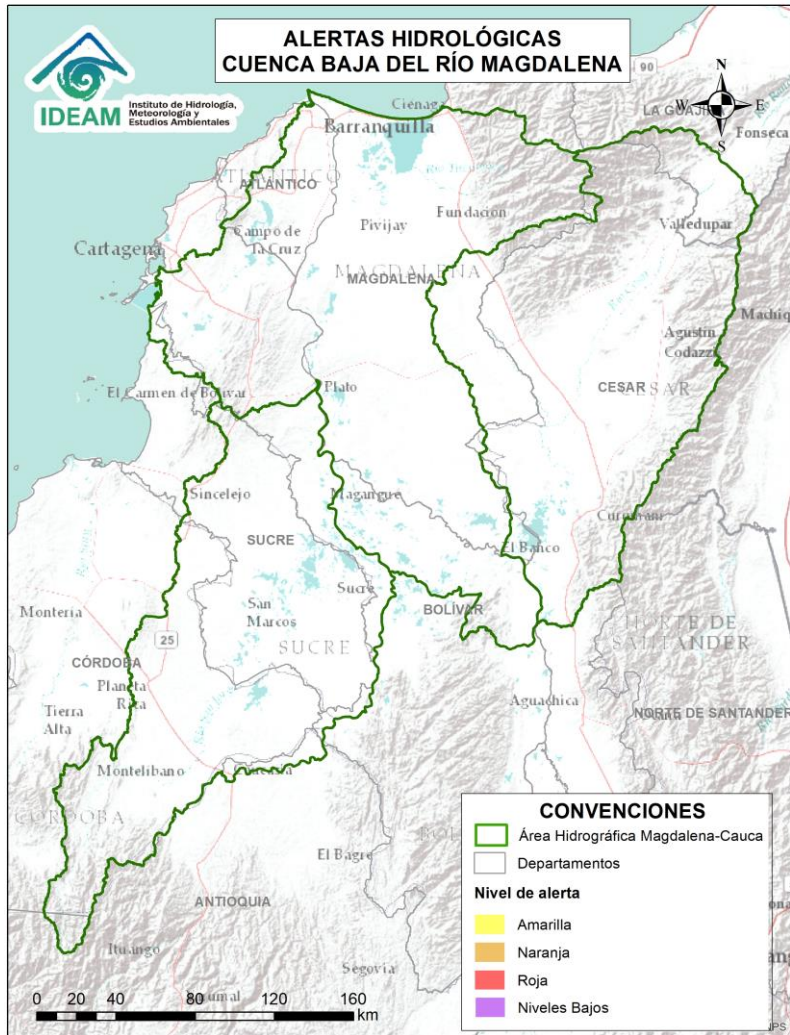 ALERTAS HIDROLÓGICAS
CUENCA BAJA DEL RÍO MAGDALENA
IDEAM
Instituto de Hidrología,
Meteorología y
Estudios Ambientales
N
W E
S
90
Ciénaga
LA GUAJIRA
Barranquilla
Fonseca
ATLÁNTICO
ATLÁNTICO
Fundación
Pivijay
Valledupar
Campo de
la Cruz
Cartagena
MAGDALENA
MAGDALENA
Agustín
Codazzi
CESAR
CESAR
Plato
El Carmen de Bolívar
Sincelejo
Magangue
Curumaní
SUCRE
El Banco
Sucre
San
Marcos
BOLÍVAR
Montería
25
SUCRE
NORTE DE
SANTANDER
CÓRDOBA
Planeta
Rica
Tierra
Alta
Aguachica
NORTE DE SANTANDER
Montelíbano
CÓRDOBA
El Bagre
ANTIOQUIA
Ituango
Segovia
0 20 40 80 120 160
km
CONVENCIONES
Área Hidrográfica Magdalena-Cauca
Departamentos
Nivel de alerta
Amarilla
Naranja
Roja
Niveles Bajos